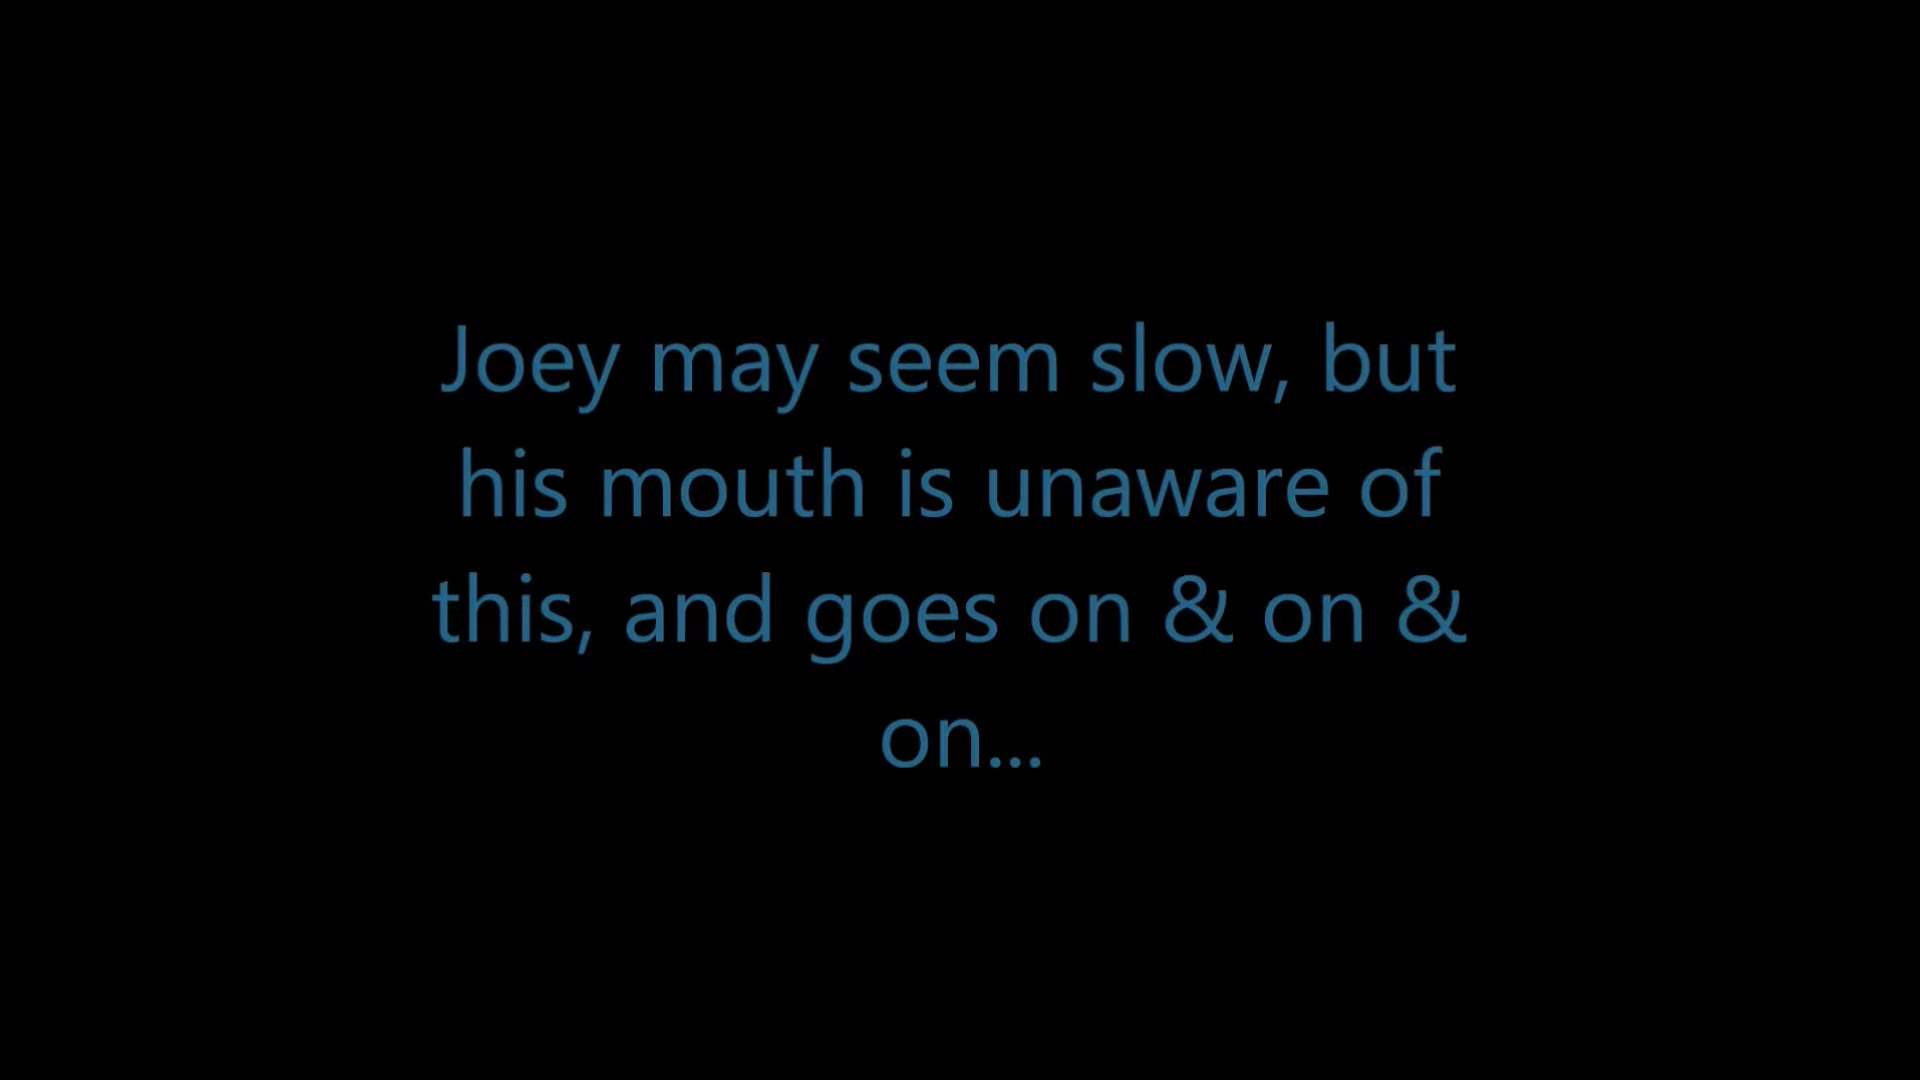 Joey may seem slow, but
his mouth is unaware of
this, and goes on & on &
on...